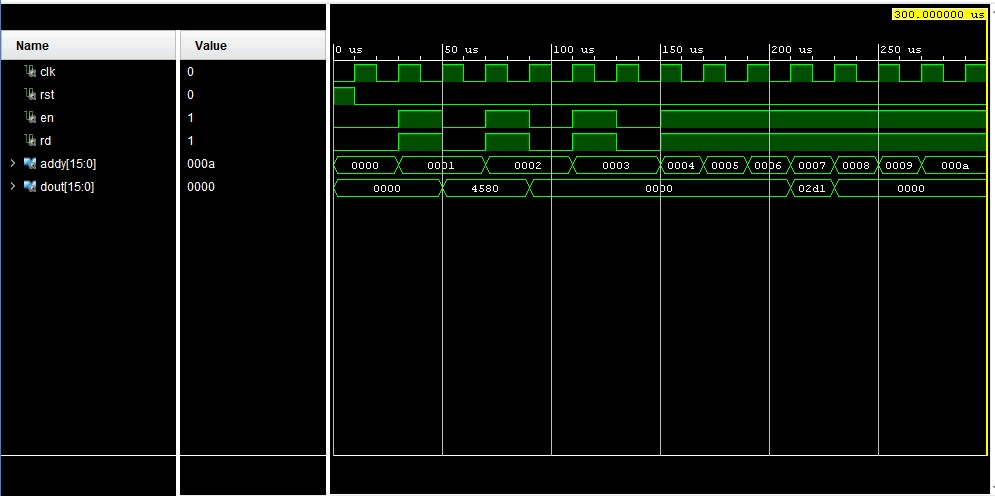 300.000000 us
Name Value
0 us 50 us 100 us 150 us 200 us 250 us
clk 0
rst 0
en 1
rd 1
addy[15:0] 000a 0000 0001 0002 0003 0004 0005 0006 0007 0008 0009 000a
dout[15:0] 0000 0000 4580 0000 02d1 0000